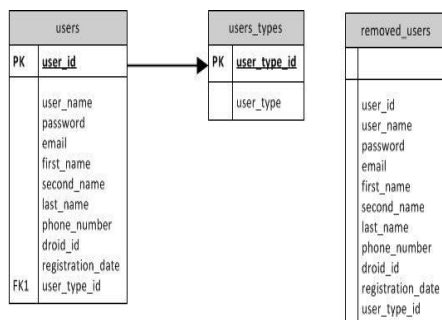 users
PK user_id
user_name
password
email
first_name
second_name
last_name
phone_number
droid_id
registration_date
FK1 user_type_id
users_types
PK user_type_id
user_type
removed_users
user_id
user_name
password
email
first_name
second_name
last_name
phone_number
droid_id
registration_date
user_type_id